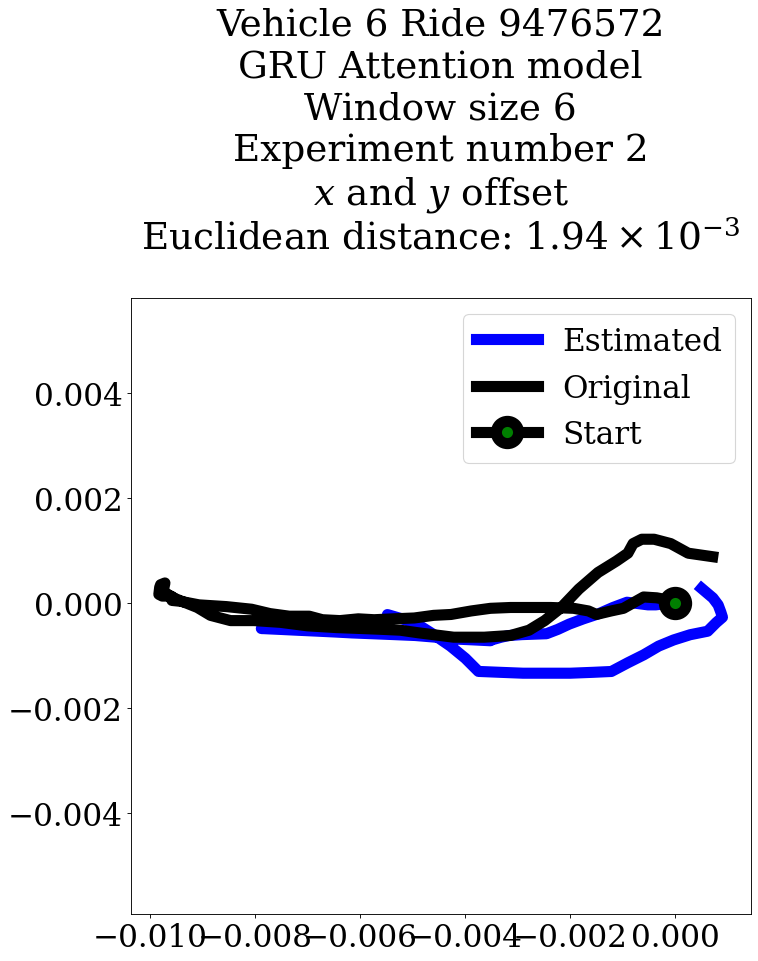 Vehicle 6 Ride 9476572
GRU Attention model
Window size 6
Experiment number 2
x and y offset
Euclidean distance: 1.94 × 10⁻³
Estimated
Original
Start
0.004
0.002
0.000
−0.002
−0.004
−0.010 −0.008 −0.006 −0.004 −0.002 0.000